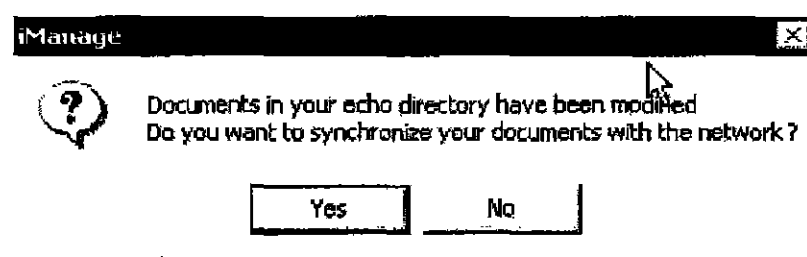 iManage
Documents in your echo directory have been modified
Do you want to synchronize your documents with the network ?
Yes No